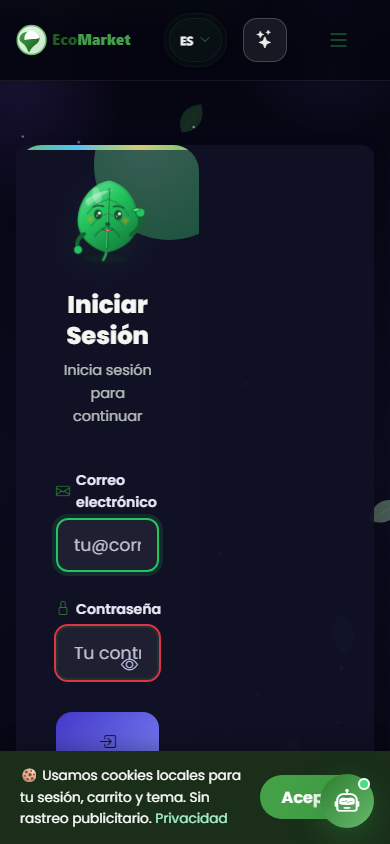 EcoMarket
ES
Iniciar
Sesión
Inicia sesión
para
continuar
Correo
electrónico
tu@corr
Contraseña
Tu contr
🍪 Usamos cookies locales para
tu sesión, carrito y tema. Sin
rastreo publicitario. Privacidad
Acep